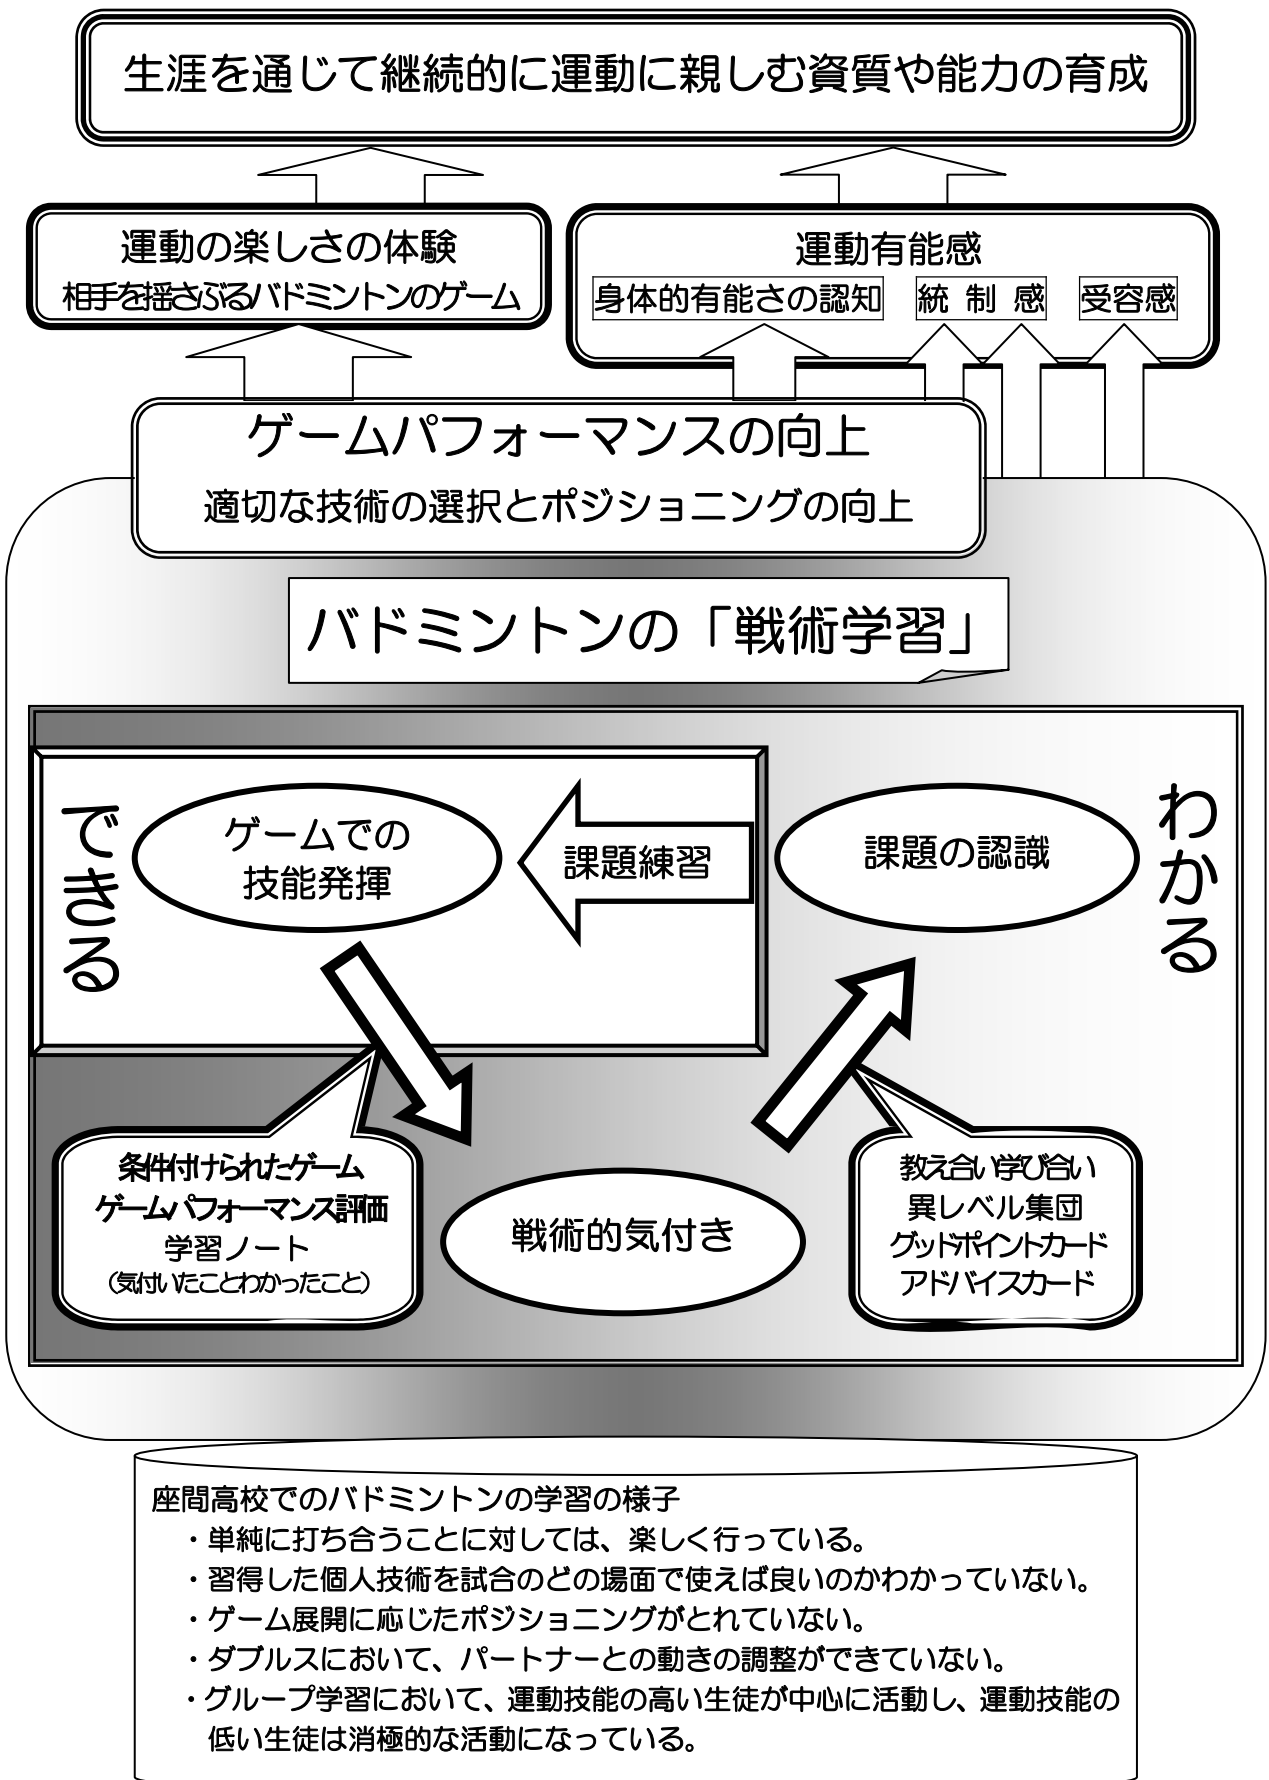 生涯を通じて継続的に運動に親しむ資質や能力の育成
運動の楽しさの体験
相手を揺さぶるバドミントンのゲーム
運動有能感
身体的有能さの認知
統 制 感
受容感
ゲームパフォーマンスの向上
適切な技術の選択とポジショニングの向上
バドミントンの「戦術学習」
できる
ゲームでの
技能発揮
課題練習
課題の認識
わかる
条件付けられたゲーム
ゲームパフォーマンス評価
学習ノート
（気付いたことわかったこと）
戦術的気付き
教え合い学び合い
異レベル集団
グッドポイントカード
アドバイスカード
座間高校でのバドミントンの学習の様子
・単純に打ち合うことに対しては、楽しく行っている。
・習得した個人技術を試合のどの場面で使えば良いのかわかっていない。
・ゲーム展開に応じたポジショニングがとれていない。
・ダブルスにおいて、パートナーとの動きの調整ができていない。
・グループ学習において、運動技能の高い生徒が中心に活動し、運動技能の
低い生徒は消極的な活動になっている。